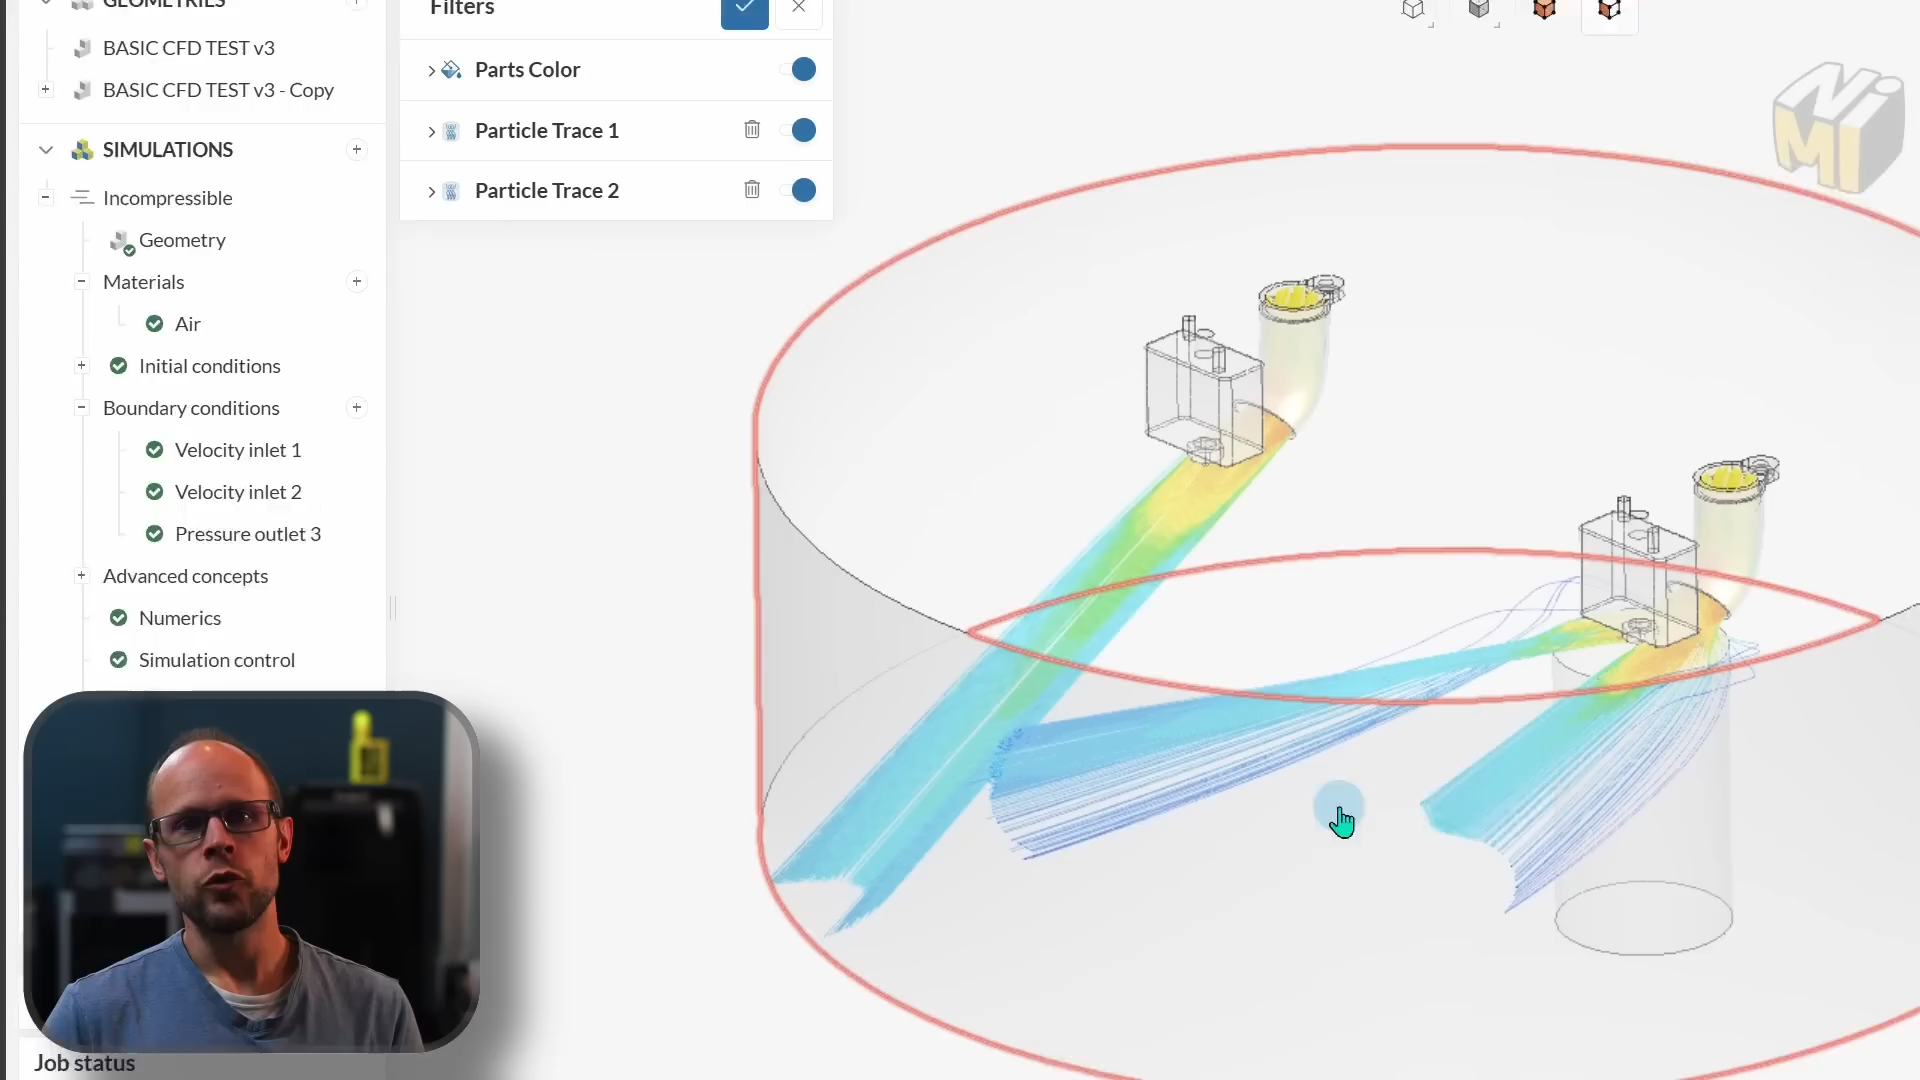 GEOMETRIES
BASIC CFD TEST v3
BASIC CFD TEST v3 - Copy
SIMULATIONS
Incompressible
Geometry
Materials
Air
Initial conditions
Boundary conditions
Velocity inlet 1
Velocity inlet 2
Pressure outlet 3
Advanced concepts
Numerics
Simulation control
Job status
Filters
Parts Color
Particle Trace 1
Particle Trace 2
Ni
MI